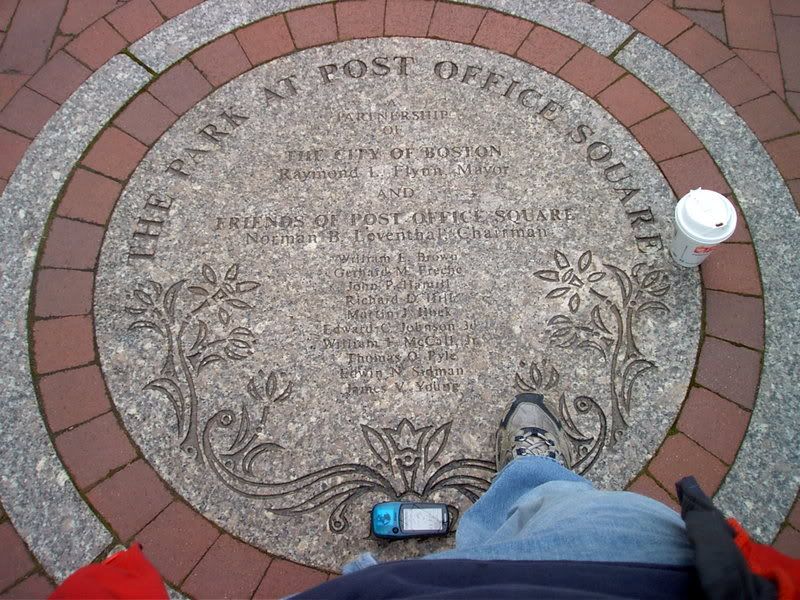 THE PARK AT POST OFFICE SQUARE
A
PARTNERSHIP
OF
THE CITY OF BOSTON
Raymond L. Flynn, Mayor
AND
FRIENDS OF POST OFFICE SQUARE
Norman B. Leventhal, Chairman
William L. Brown
Gerhard M. Freche
John P. Hamill
Richard D. Hill
Martin J.
Edward C. Johnson 3d
William F. McCall, Jr.
Thomas O. Pyle
Edwin N. Sidman
James V. Young